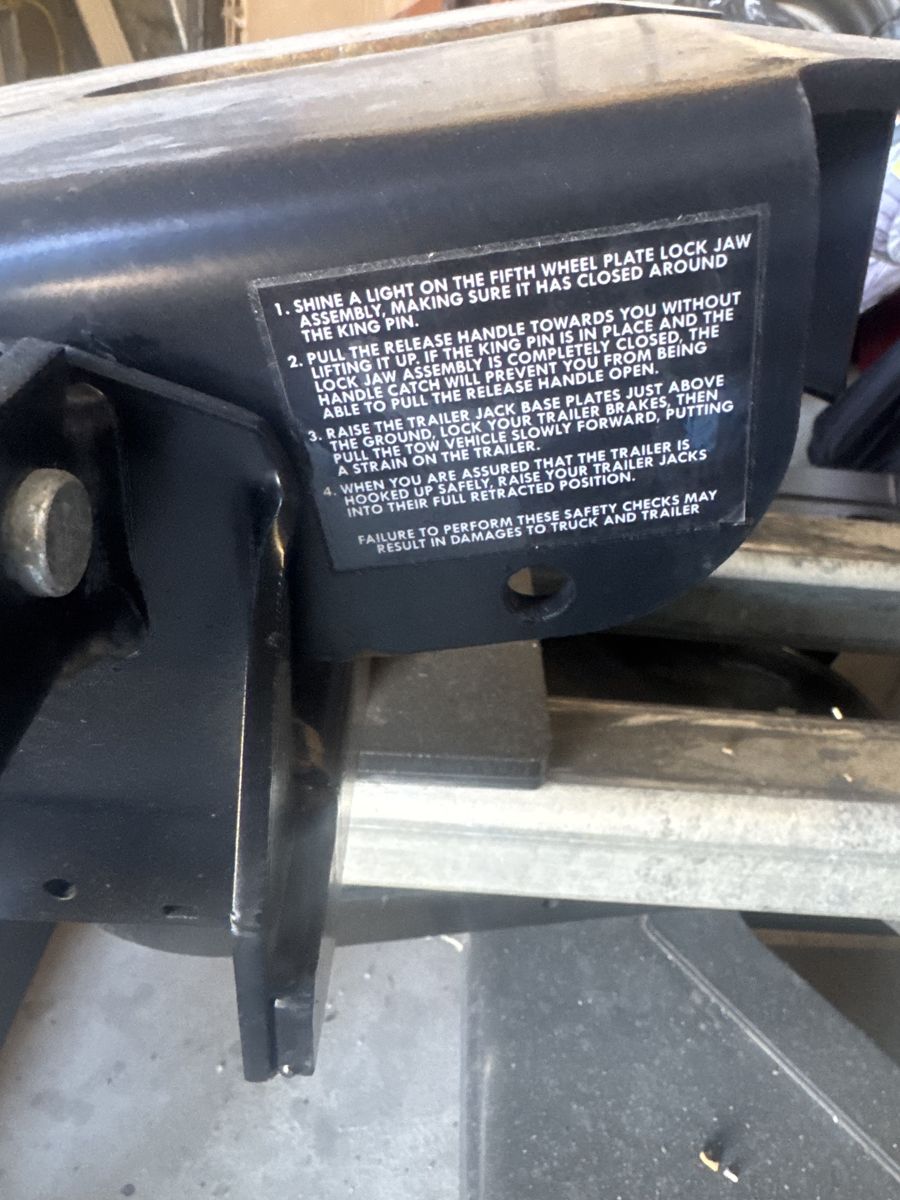 1. SHINE A LIGHT ON THE FIFTH WHEEL PLATE LOCK JAW
ASSEMBLY, MAKING SURE IT HAS CLOSED AROUND
THE KING PIN.
2. PULL THE RELEASE HANDLE TOWARDS YOU WITHOUT
LIFTING IT UP. IF THE KING PIN IS IN PLACE AND THE
LOCK JAW ASSEMBLY IS COMPLETELY CLOSED, THE
HANDLE CATCH WILL PREVENT YOU FROM BEING
ABLE TO PULL THE RELEASE HANDLE OPEN.
3. RAISE THE TRAILER JACK BASE PLATES JUST ABOVE
THE GROUND, LOCK YOUR TRAILER BRAKES, THEN
PULL THE TOW VEHICLE SLOWLY FORWARD, PUTTING
A STRAIN ON THE TRAILER.
4. WHEN YOU ARE ASSURED THAT THE TRAILER IS
HOOKED UP SAFELY, RAISE YOUR TRAILER JACKS
INTO THEIR FULL RETRACTED POSITION.
FAILURE TO PERFORM THESE SAFETY CHECKS MAY
RESULT IN DAMAGES TO TRUCK AND TRAILER